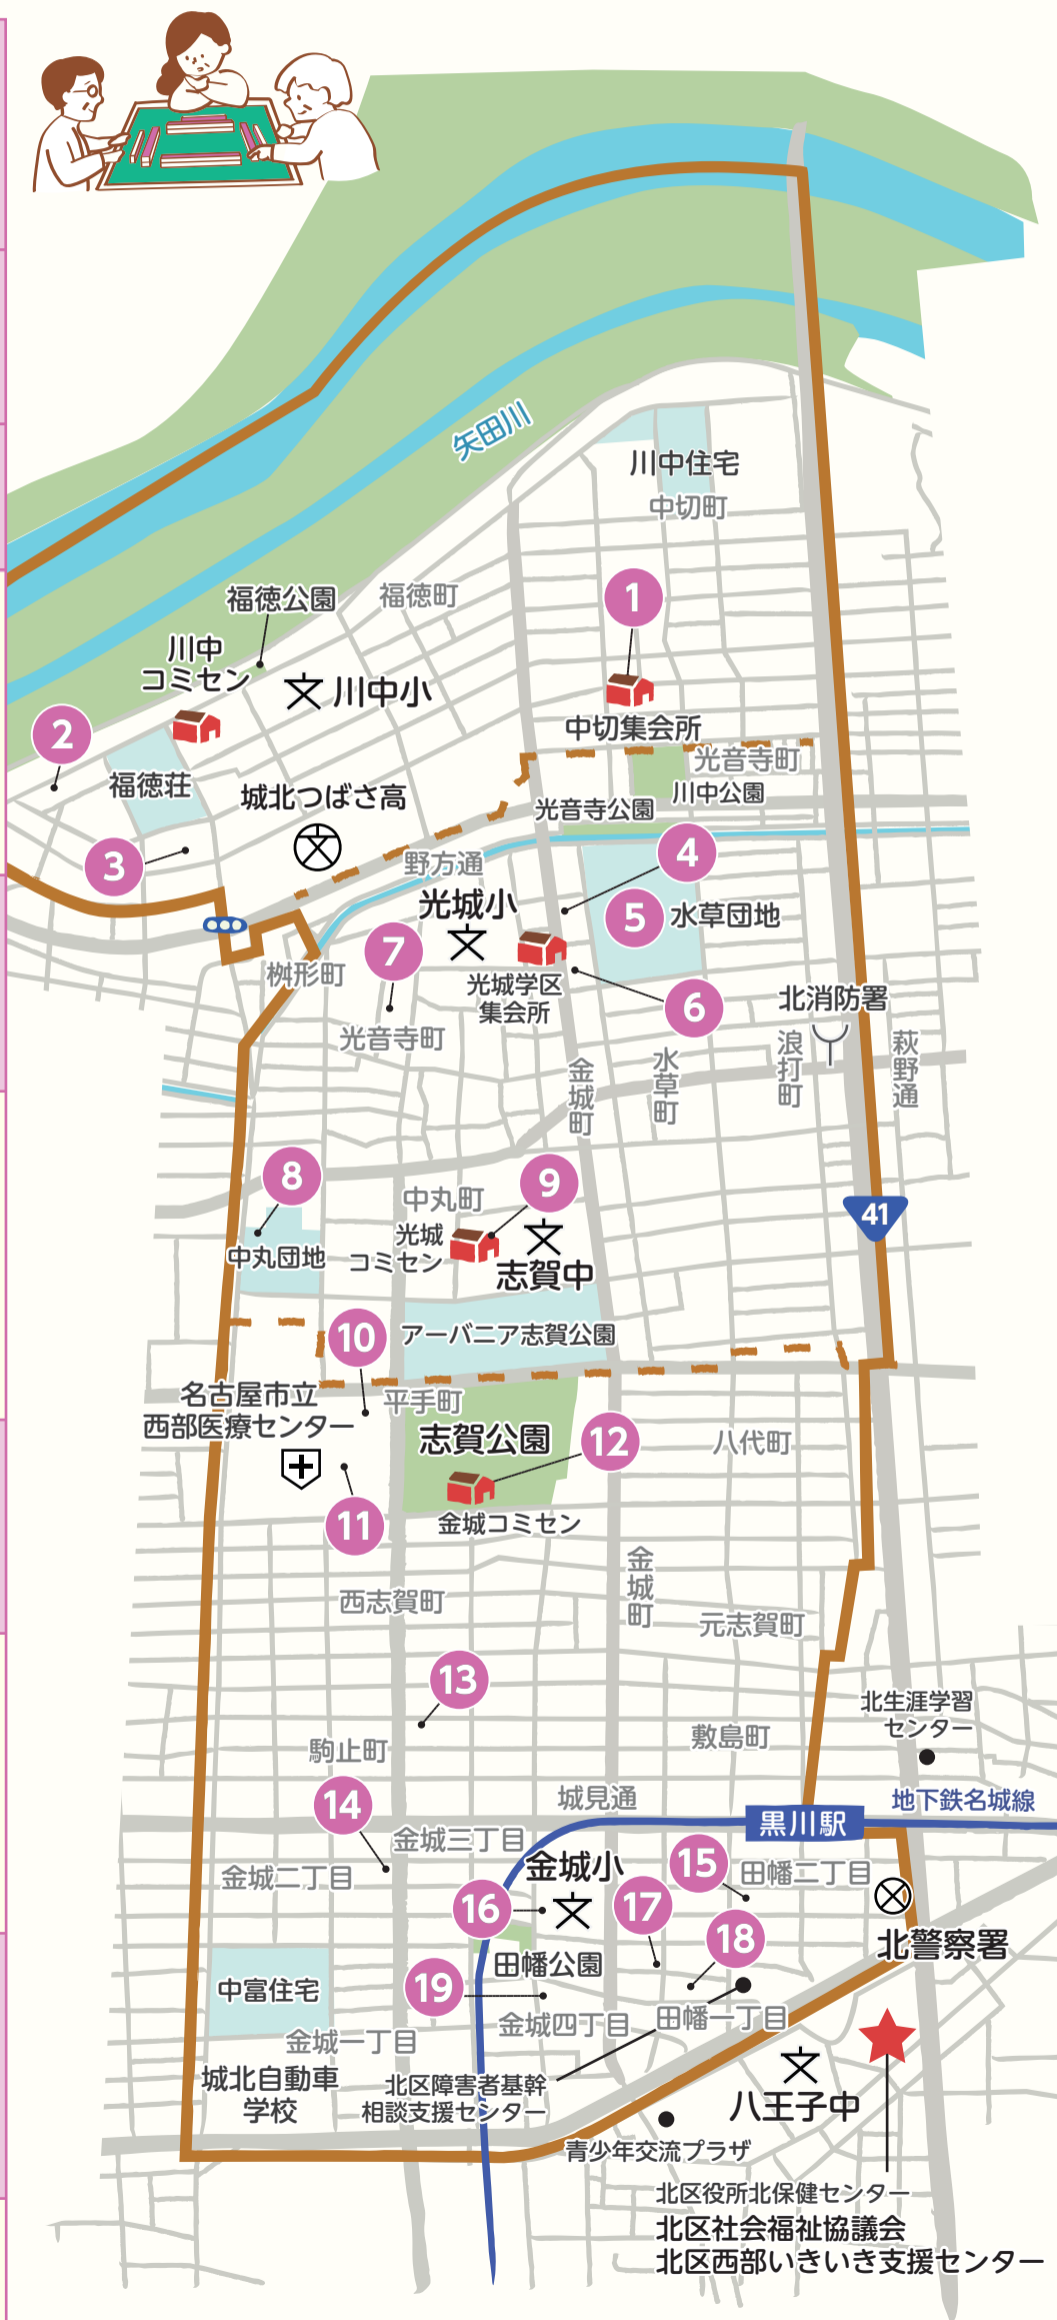 矢田川
川中住宅
中切町
福徳公園
福徳町
1
川中
コミセン
川中小
2
中切集会所
光音寺町
福徳荘
城北つばさ高
川中公園
光音寺公園
3
野方通
4
光城小
5
水草団地
7
桝形町
光城学区
集会所
6
北消防署
光音寺町
金城町
水草町
浪打町
萩野通
8
中丸町
9
41
光城
コミセン
中丸団地
志賀中
10
アーバニア志賀公園
名古屋市立
西部医療センター
平手町
志賀公園
12
八代町
11
金城コミセン
西志賀町
金城町
元志賀町
13
北生涯学習
センター
敷島町
駒止町
14
城見通
地下鉄名城線
黒川駅
金城三丁目
金城小
15
田幡二丁目
金城二丁目
16
17
18
北警察署
田幡公園
19
中富住宅
金城四丁目
田幡一丁目
金城一丁目
城北自動車
学校
北区障害者基幹
相談支援センター
八王子中
青少年交流プラザ
北区役所北保健センター
北区社会福祉協議会
北区西部いきいき支援センター